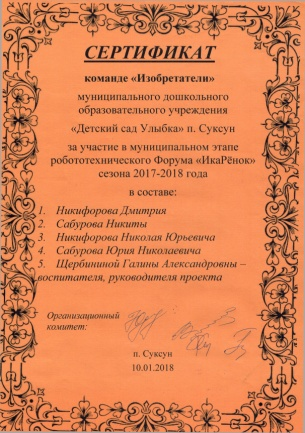 СЕРТИФИКАТ
команде «Изобретатели»
муниципального дошкольного
образовательного учреждения
«Детский сад Улыбка» п. Суксун
за участие в муниципальном этапе
робототехнического Форума «ИкаРёнок»
сезона 2017-2018 года
в составе:
1. Никифорова Дмитрия
2. Сабурова Никиты
3. Никифорова Николая Юрьевича
4. Сабурова Юрия Николаевича
5. Щербининой Галины Александровны –
воспитателя, руководителя проекта
Организационный
комитет:
п. Суксун
10.01.2018